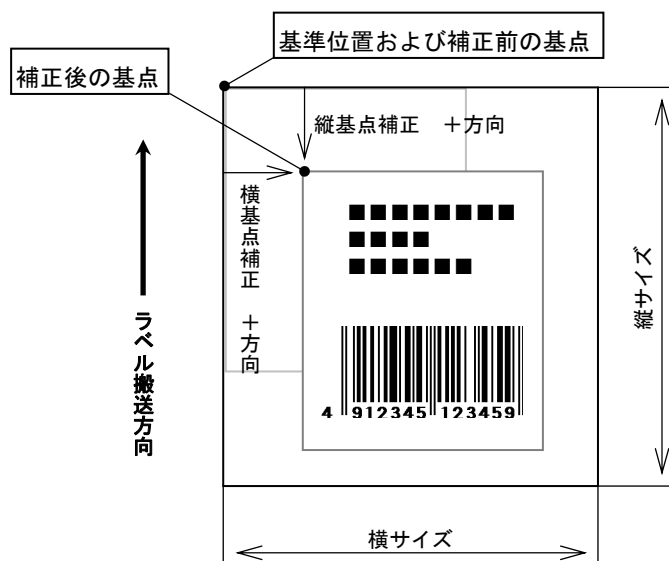 基準位置および補正前の基点
補正後の基点
縦基点補正 +方向
横基点補正 +方向
ラベル搬送方向
縦サイズ
4 912345 123459
横サイズ